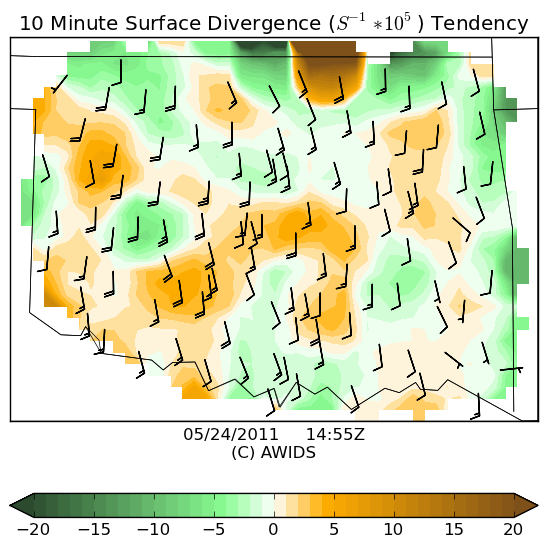 10 Minute Surface Divergence (S⁻¹ *10⁵ ) Tendency
05/24/2011 14:55Z
(C) AWIDS
−20 −15 −10 −5 0 5 10 15 20